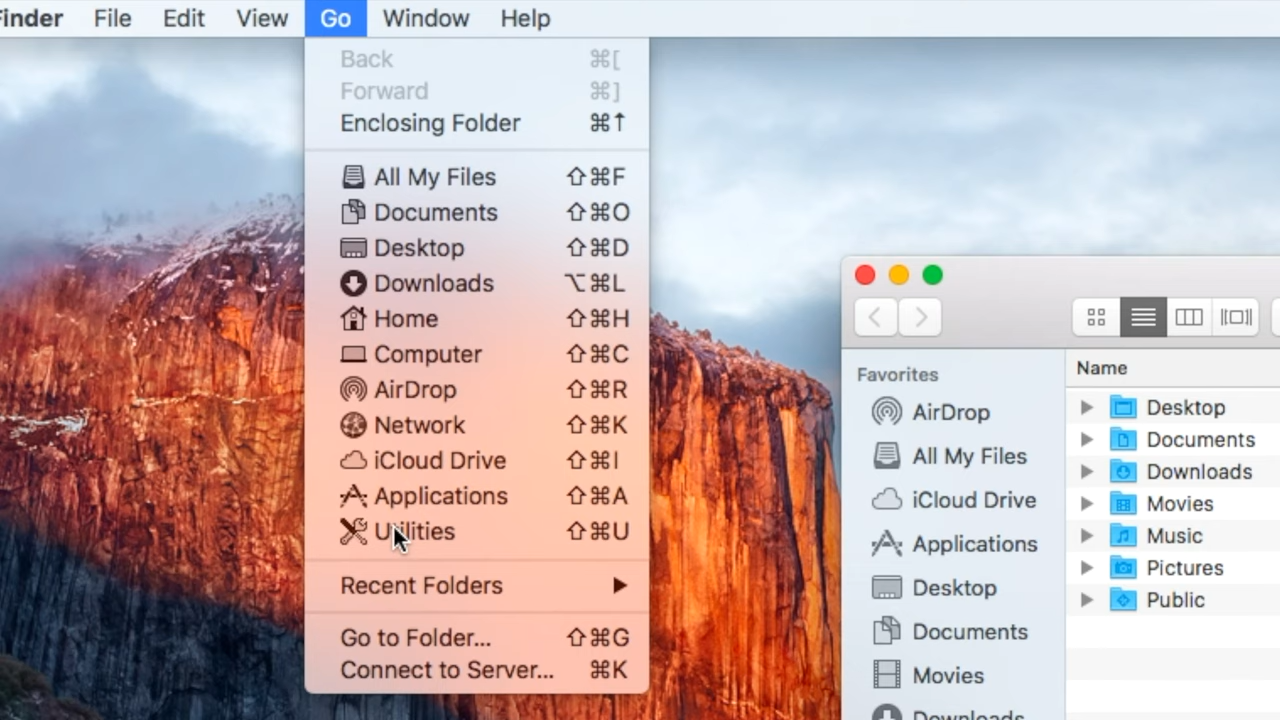 Finder File Edit View Go Window Help
Back ⌘[
Forward ⌘]
Enclosing Folder ⌘↑
All My Files ⇧⌘F
Documents ⇧⌘O
Desktop ⇧⌘D
Downloads ⌥⌘L
Home ⇧⌘H
Computer ⇧⌘C
AirDrop ⇧⌘R
Network ⇧⌘K
iCloud Drive ⇧⌘I
Applications ⇧⌘A
Utilities ⇧⌘U
Recent Folders ▶
Go to Folder... ⇧⌘G
Connect to Server... ⌘K
Favorites
AirDrop
All My Files
iCloud Drive
Applications
Desktop
Documents
Movies
Downloads
Name
Desktop
Documents
Downloads
Movies
Music
Pictures
Public